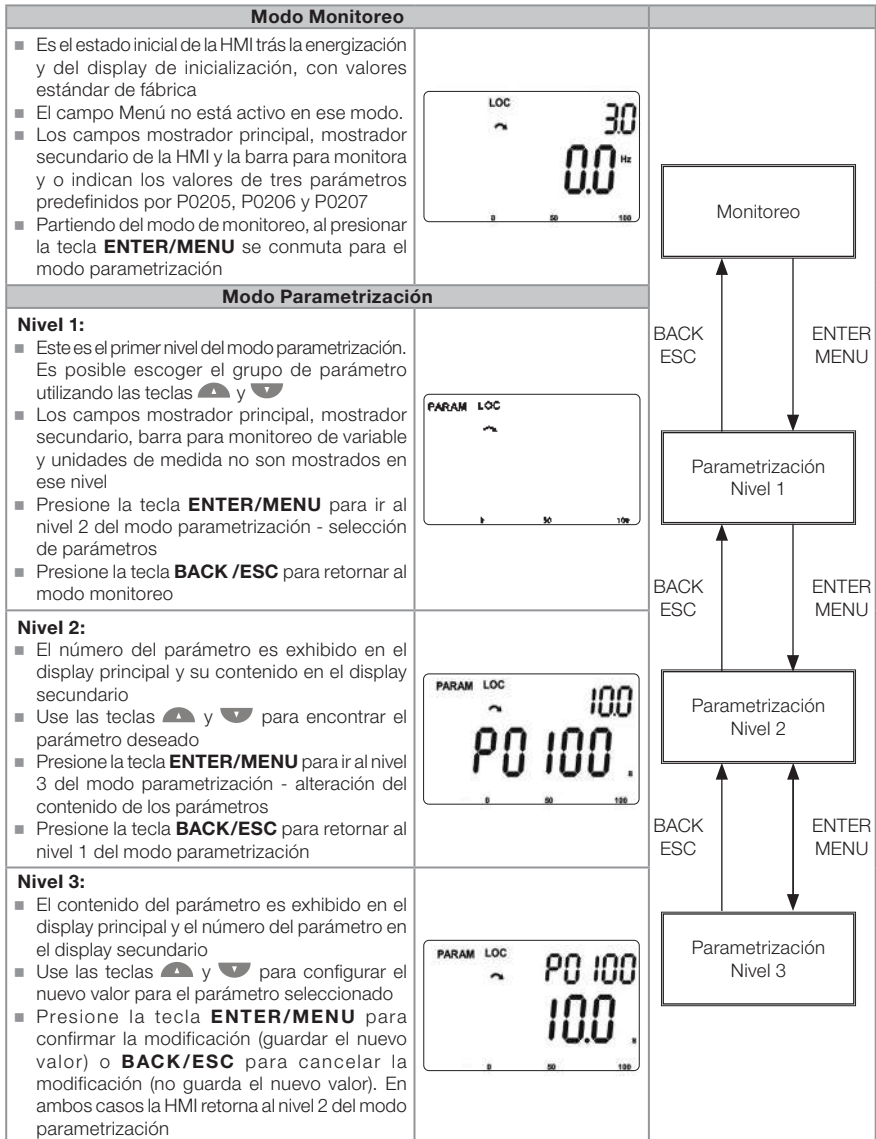 Modo Monitoreo
■ Es el estado inicial de la HMI trás la energización
y del display de inicialización, con valores
estándar de fábrica
■ El campo Menú no está activo en ese modo.
■ Los campos mostrador principal, mostrador
secundario de la HMI y la barra para monitora
y o indican los valores de tres parámetros
predefinidos por P0205, P0206 y P0207
■ Partiendo del modo de monitoreo, al presionar
la tecla ENTER/MENU se conmuta para el
modo parametrización
LOC
3.0
0.0 Hz
0 50 100
Modo Parametrización
Nivel 1:
■ Este es el primer nivel del modo parametrización.
Es posible escoger el grupo de parámetro
utilizando las teclas y
■ Los campos mostrador principal, mostrador
secundario, barra para monitoreo de variable
y unidades de medida no son mostrados en
ese nivel
■ Presione la tecla ENTER/MENU para ir al
nivel 2 del modo parametrización - selección
de parámetros
■ Presione la tecla BACK /ESC para retornar al
modo monitoreo
PARAM LOC
50 100
Nivel 2:
■ El número del parámetro es exhibido en el
display principal y su contenido en el display
secundario
■ Use las teclas y para encontrar el
parámetro deseado
■ Presione la tecla ENTER/MENU para ir al nivel
3 del modo parametrización - alteración del
contenido de los parámetros
■ Presione la tecla BACK/ESC para retornar al
nivel 1 del modo parametrización
PARAM LOC
10.0
P0100
0 50 100
Nivel 3:
■ El contenido del parámetro es exhibido en el
display principal y el número del parámetro en
el display secundario
■ Use las teclas y para configurar el
nuevo valor para el parámetro seleccionado
■ Presione la tecla ENTER/MENU para
confirmar la modificación (guardar el nuevo
valor) o BACK/ESC para cancelar la
modificación (no guarda el nuevo valor). En
ambos casos la HMI retorna al nivel 2 del modo
parametrización
PARAM LOC
P0100
10.0
0 50 100
Monitoreo
BACK
ESC
ENTER
MENU
Parametrización
Nivel 1
BACK
ESC
ENTER
MENU
Parametrización
Nivel 2
BACK
ESC
ENTER
MENU
Parametrización
Nivel 3